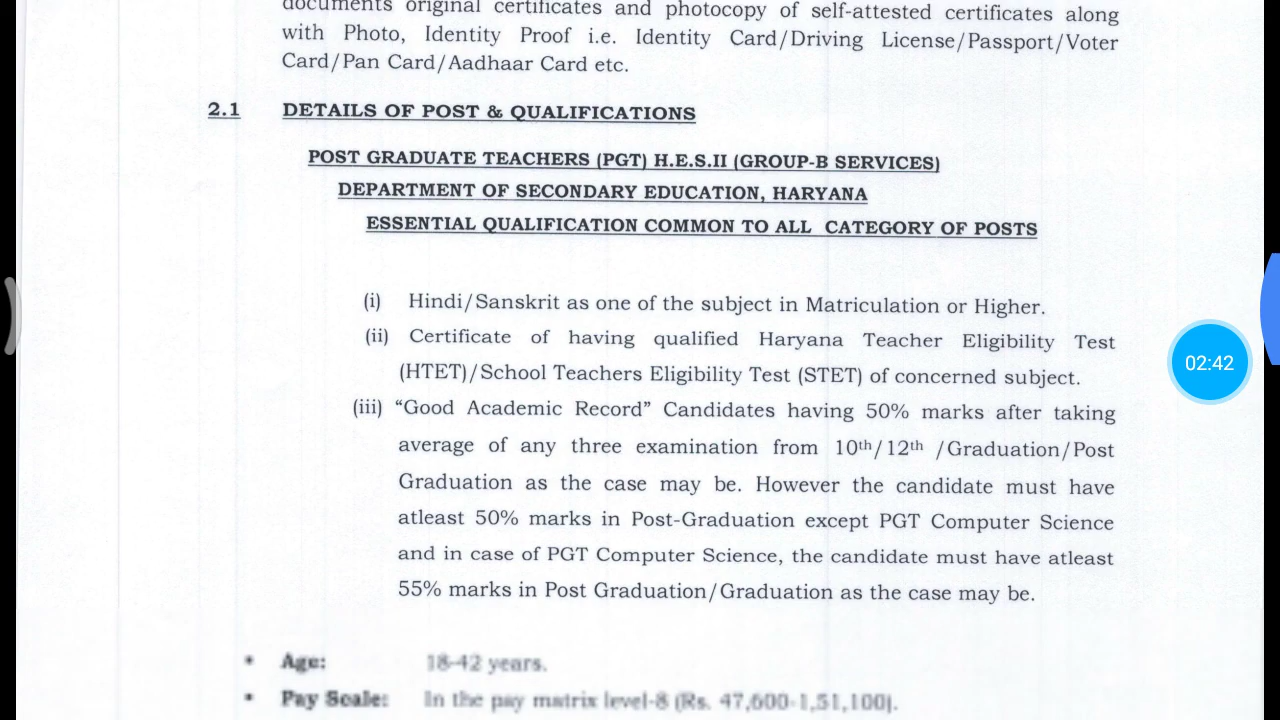 documents original certificates and photocopy of self-attested certificates along
with Photo, Identity Proof i.e. Identity Card/Driving License/Passport/Voter
Card/Pan Card/Aadhaar Card etc.
2.1 DETAILS OF POST & QUALIFICATIONS
POST GRADUATE TEACHERS (PGT) H.E.S.II (GROUP-B SERVICES)
DEPARTMENT OF SECONDARY EDUCATION, HARYANA
ESSENTIAL QUALIFICATION COMMON TO ALL CATEGORY OF POSTS
(i) Hindi/Sanskrit as one of the subject in Matriculation or Higher.
(ii) Certificate of having qualified Haryana Teacher Eligibility Test
(HTET)/School Teachers Eligibility Test (STET) of concerned subject.
02:42
(iii) “Good Academic Record” Candidates having 50% marks after taking
average of any three examination from 10th/12th /Graduation/Post
Graduation as the case may be. However the candidate must have
atleast 50% marks in Post-Graduation except PGT Computer Science
and in case of PGT Computer Science, the candidate must have atleast
55% marks in Post Graduation/Graduation as the case may be.
• Age: 18-42 years.
• Pay Scale: In the pay matrix level-8 (Rs. 47,600-1,51,100).